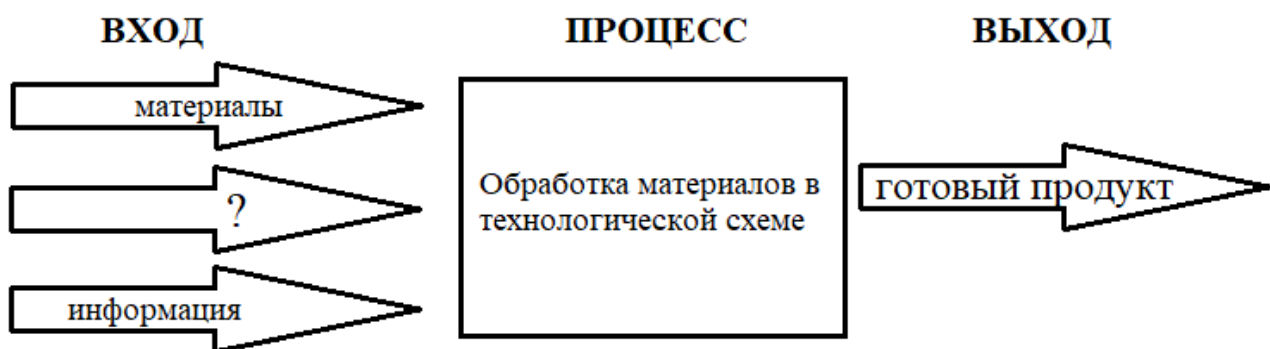 ВХОД
ПРОЦЕСС
ВЫХОД
материалы
?
информация
Обработка материалов в
технологической схеме
готовый продукт